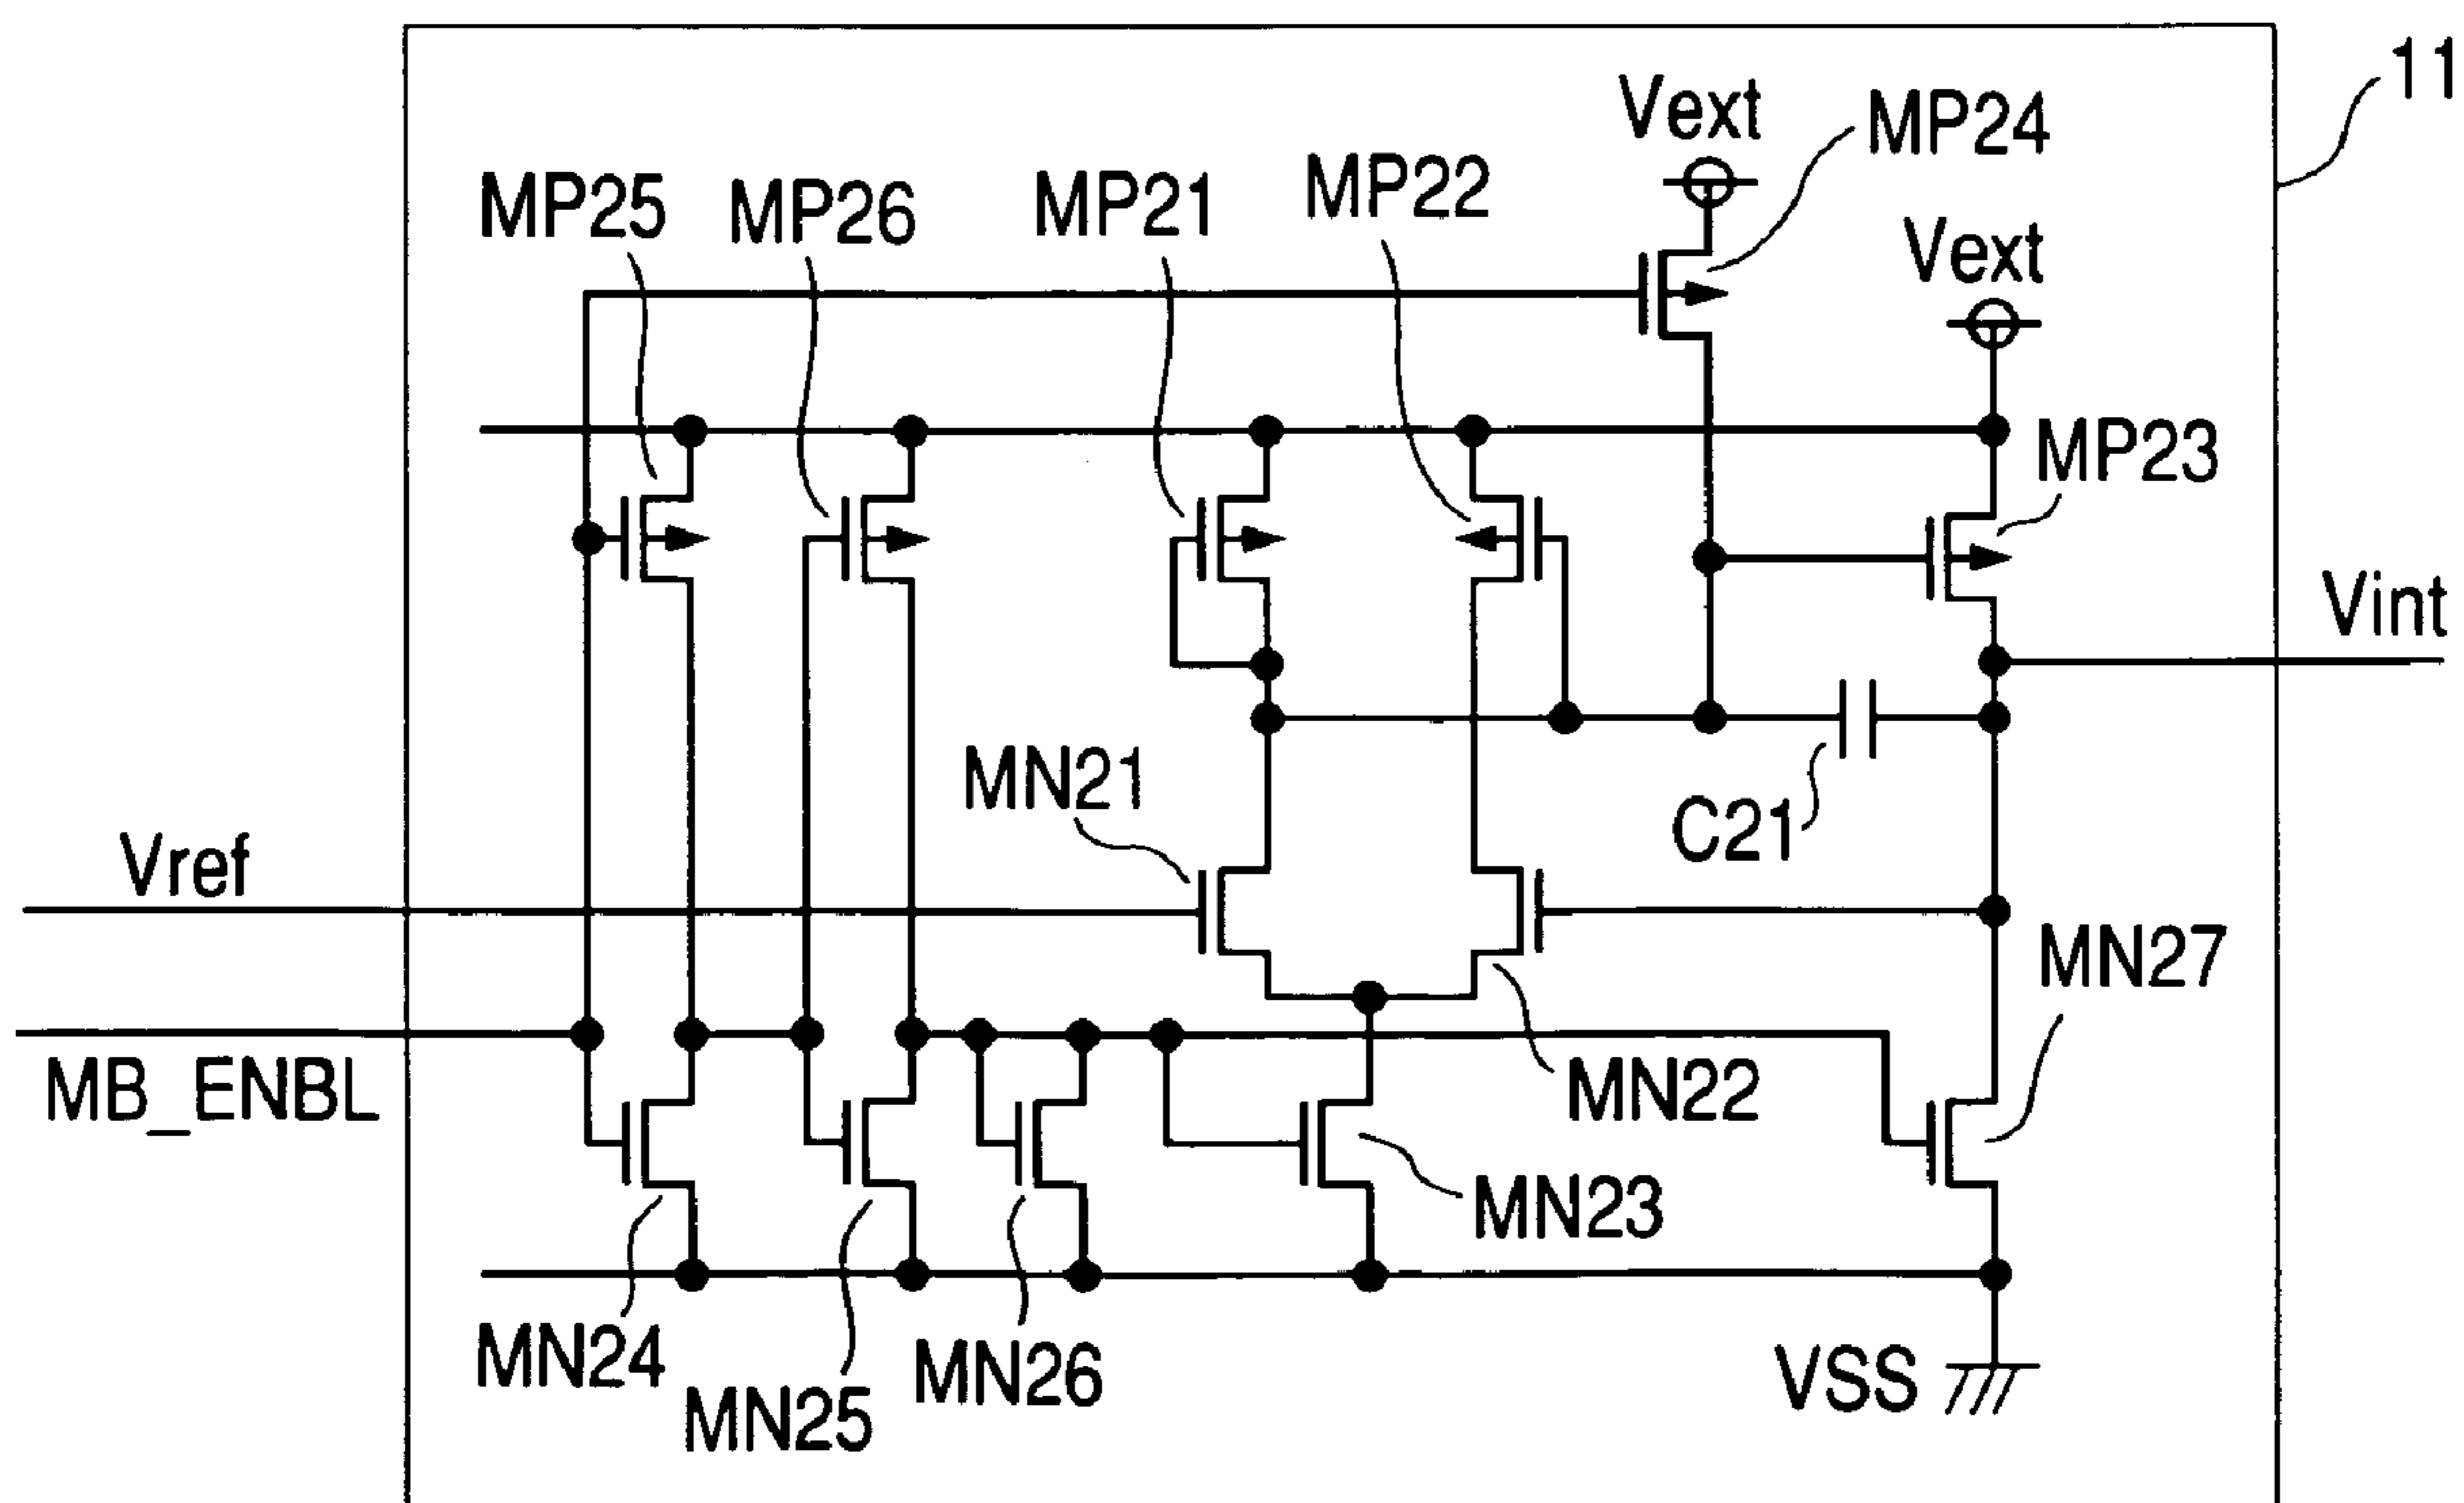 11
Vext
MP24
MP25
MP26
MP21
MP22
Vext
MP23
Vint
MN21
C21
Vref
MN27
MB_ENBL
MN22
MN23
MN24
MN25
MN26
VSS